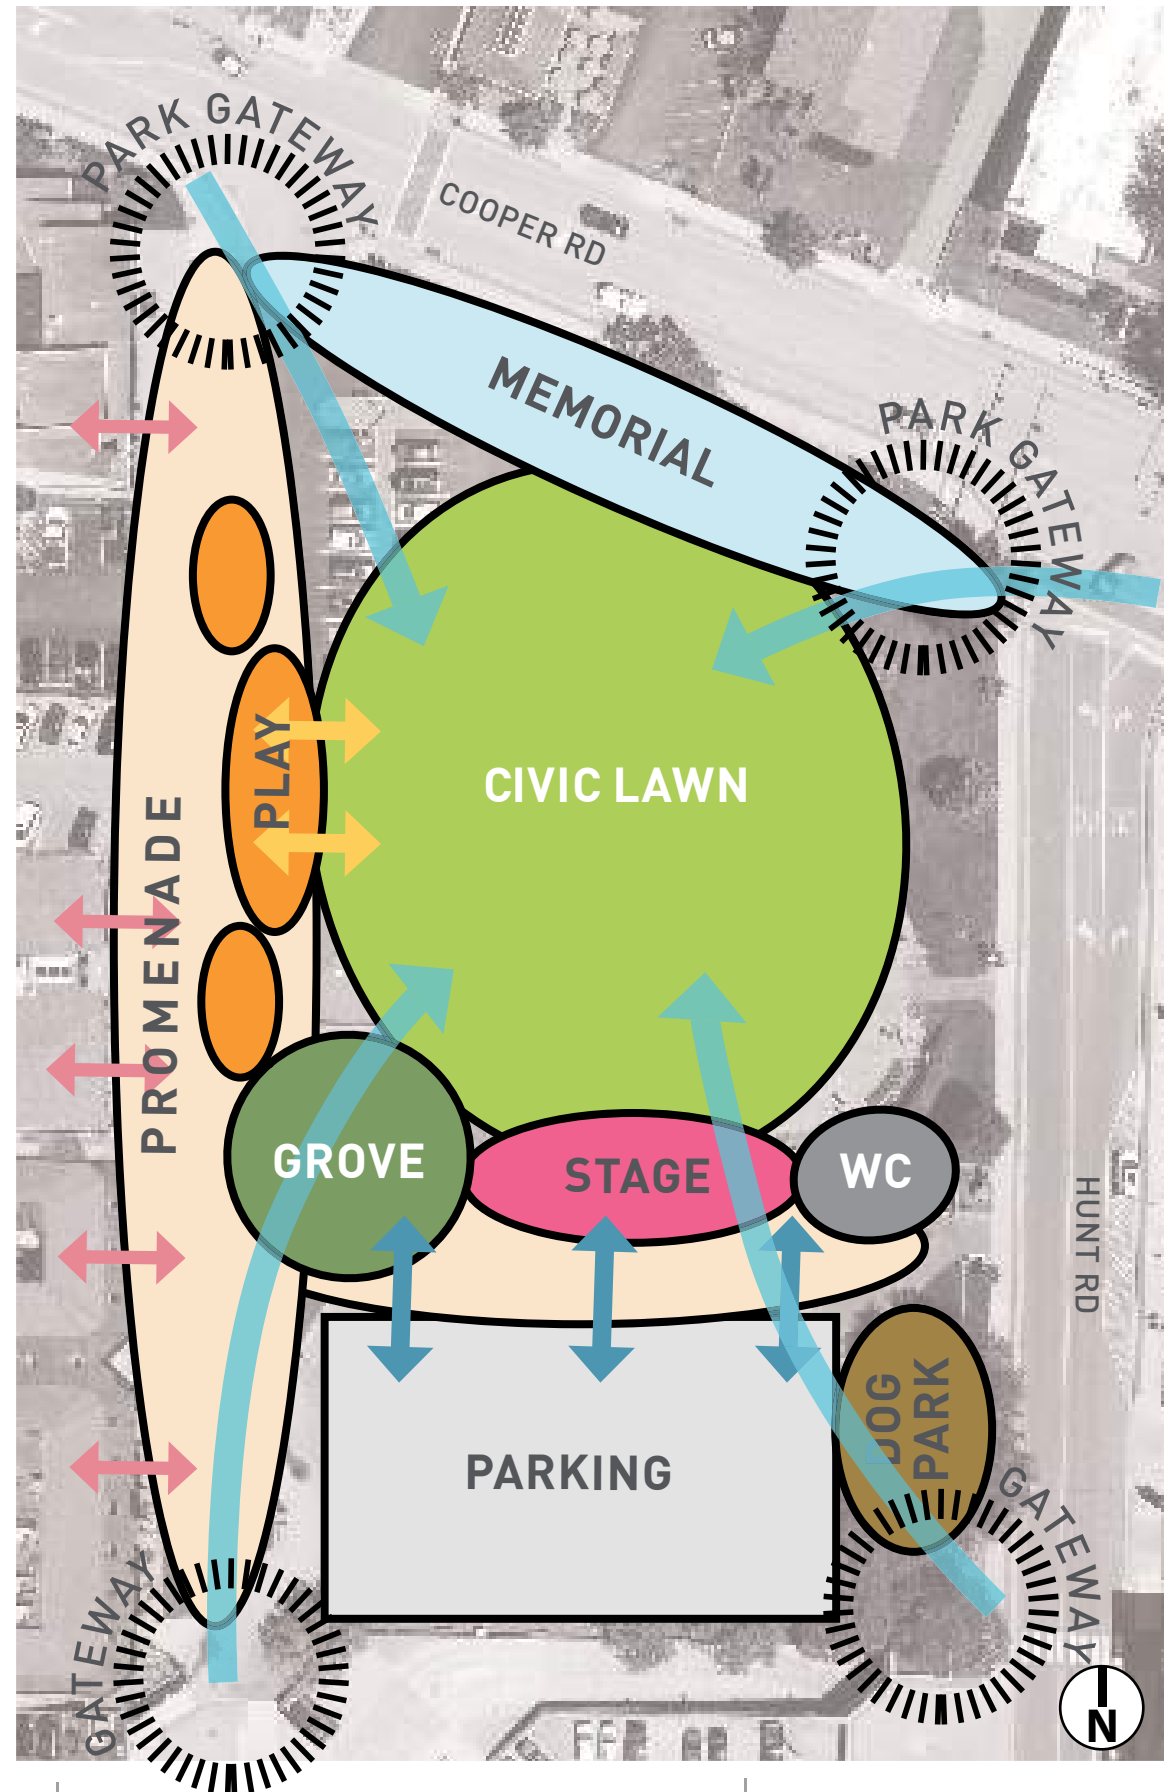 PARK GATEWAY
COOPER RD
MEMORIAL
PARK GATEWAY
PLAY
CIVIC LAWN
PROMENADE
GROVE
STAGE
WC
HUNT RD
DOG
PARK
PARKING
GATEWAY
GATEWAY
N